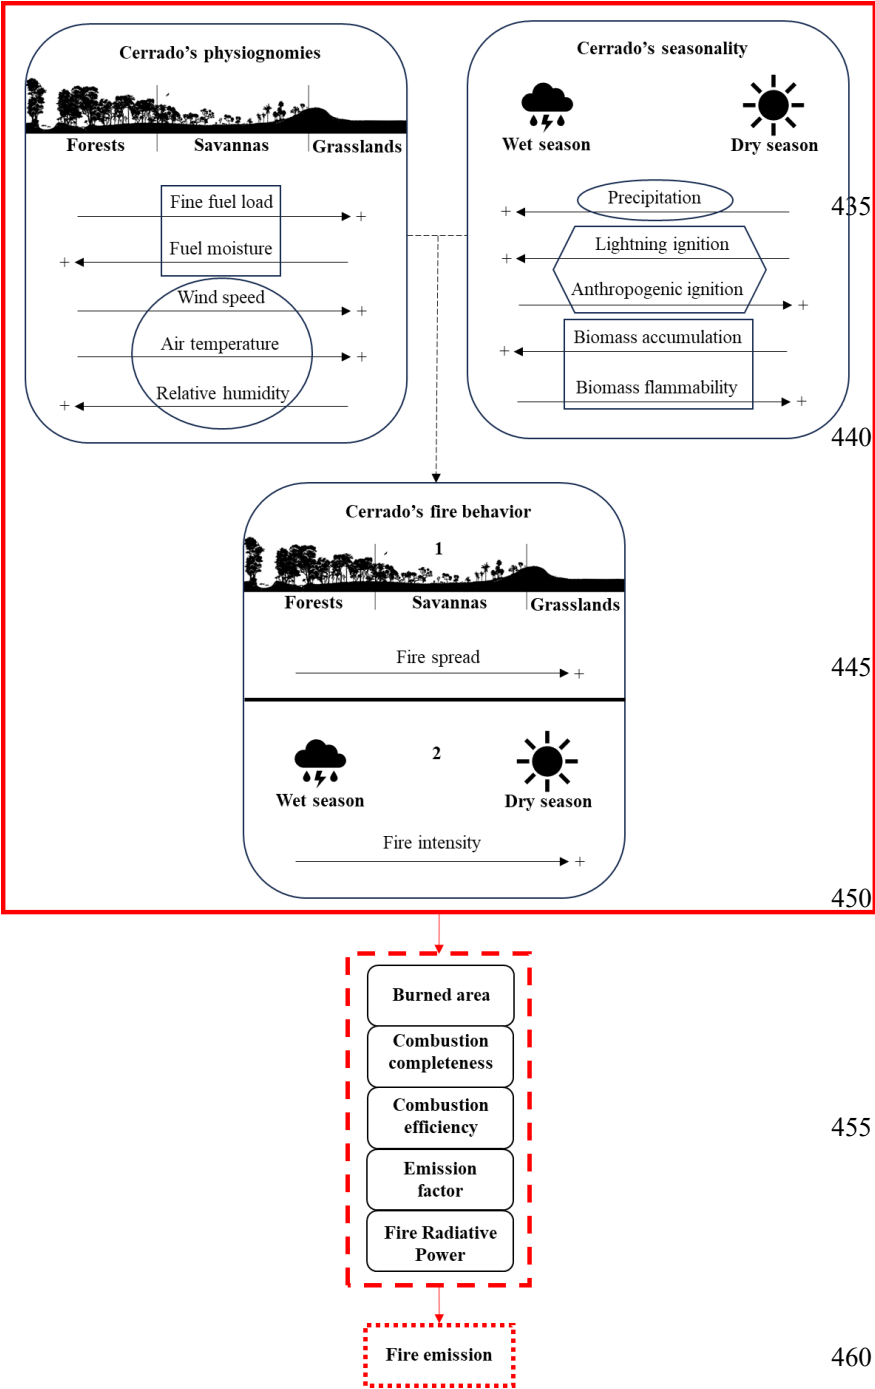 Cerrado's physiognomies
Forests
Savannas
Grasslands
Fine fuel load
+
Fuel moisture
+
Wind speed
+
Air temperature
+
Relative humidity
+
Cerrado's seasonality
Wet season
Dry season
Precipitation
+
435
Lightning ignition
+
Anthropogenic ignition
+
Biomass accumulation
+
Biomass flammability
+
440
Cerrado's fire behavior
1
Forests
Savannas
Grasslands
Fire spread
+
445
2
Wet season
Dry season
Fire intensity
+
450
Burned area
Combustion
completeness
Combustion
efficiency
455
Emission
factor
Fire Radiative
Power
Fire emission
460